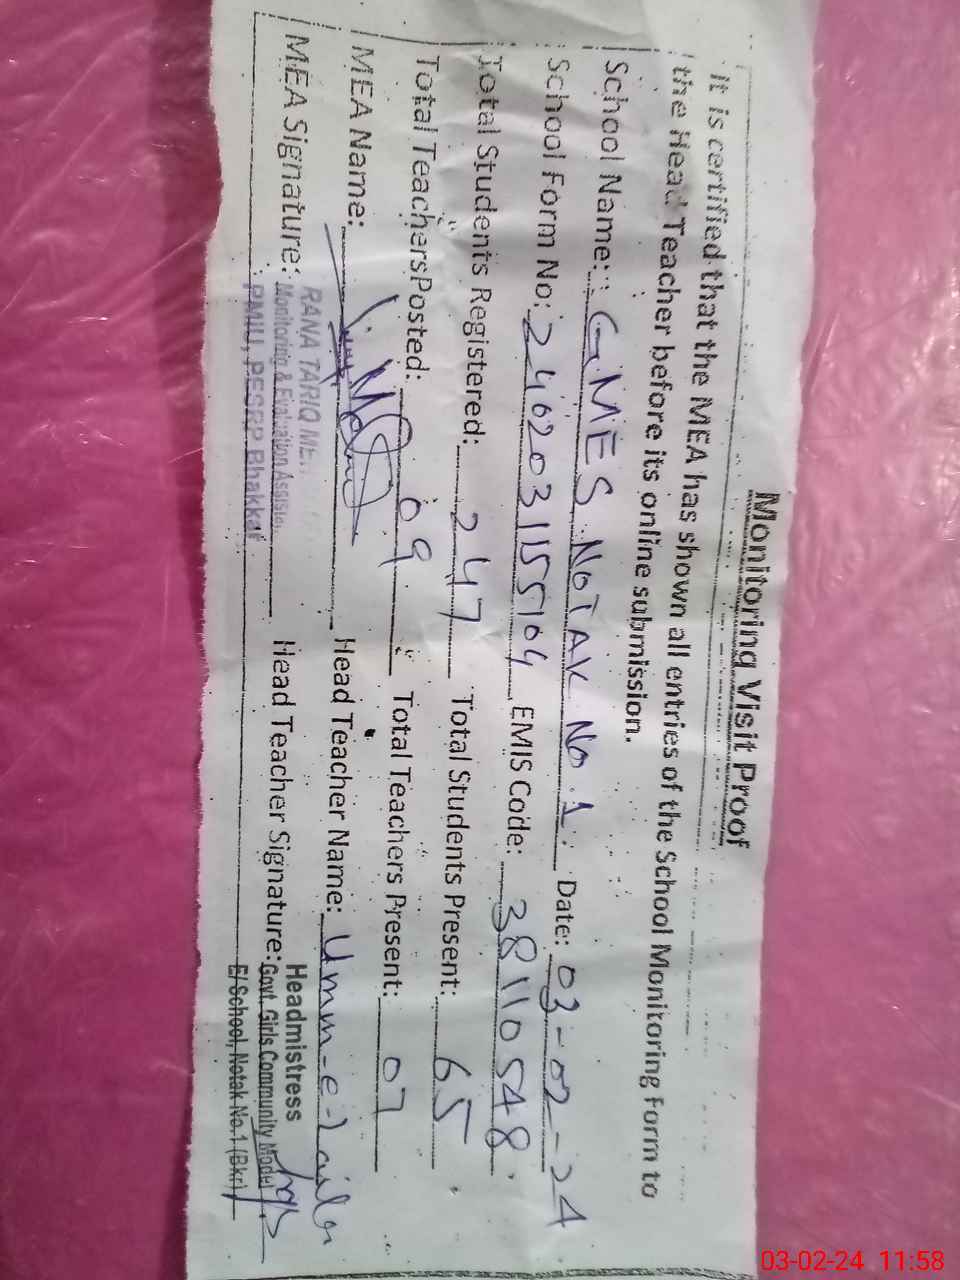 Monitoring Visit Proof
It is certified that the MEA has shown all entries of the School Monitoring Form to
the Head Teacher before its online submission.
School Name: GMES NOTAK No.1 Date: 03-02-24
School Form No: 2402031155104 EMIS Code: 38110548
Total Students Registered: 247 Total Students Present: 65
Total Teachers Posted: 09 Total Teachers Present: 07
MEA Name: Head Teacher Name: Umm-e-Laila
RANA TARIQ
MEA Signature: Monitoring & Evaluation Assistant Head Teacher Signature:
PMIU, PESRP Bhakkar
Headmistress
Govt. Girls Community Model
E/School, Notak No.1 (Bkr)
03-02-24 11:58